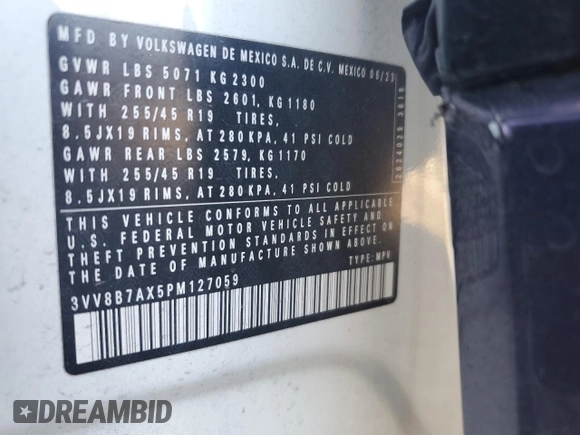 MFD BY VOLKSWAGEN DE MEXICO S.A. DE C.V. MEXICO 06/23
GVWR LBS 5071 KG 2300
GAWR FRONT LBS 2601, KG 1180
WITH 255/45 R19 TIRES,
8.5JX19 RIMS, AT 280 KPA, 41 PSI COLD
GAWR REAR LBS 2579, KG 1170
WITH 255/45 R19 TIRES,
8.5JX19 RIMS, AT 280 KPA, 41 PSI COLD
THIS VEHICLE CONFORMS TO ALL APPLICABLE
U.S. FEDERAL MOTOR VEHICLE SAFETY AND
THEFT PREVENTION STANDARDS IN EFFECT ON
THE DATE OF MANUFACTURE SHOWN ABOVE.
3VV8B7AX5PM127059
TYPE: MPV
DREAMBID